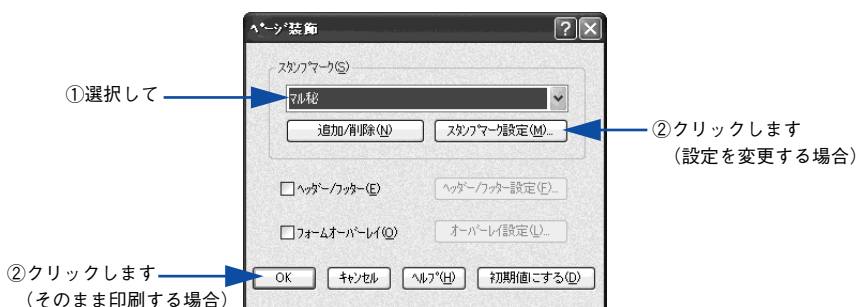 ﾍﾟｰｼﾞ装飾
ｽﾀﾝﾌﾟﾏｰｸ(S)
①選択して
ﾏﾙ秘
追加/削除(N)
ｽﾀﾝﾌﾟﾏｰｸ設定(M)...
②クリックします
（設定を変更する場合）
ﾍｯﾀﾞｰ/ﾌｯﾀｰ(E)
ﾍｯﾀﾞｰ/ﾌｯﾀｰ設定(F)...
ﾌｫｰﾑｵｰﾊﾞｰﾚｲ(O)
ｵｰﾊﾞｰﾚｲ設定(L)...
②クリックします
（そのまま印刷する場合）
OK
ｷｬﾝｾﾙ
ﾍﾙﾌﾟ(H)
初期値にする(D)